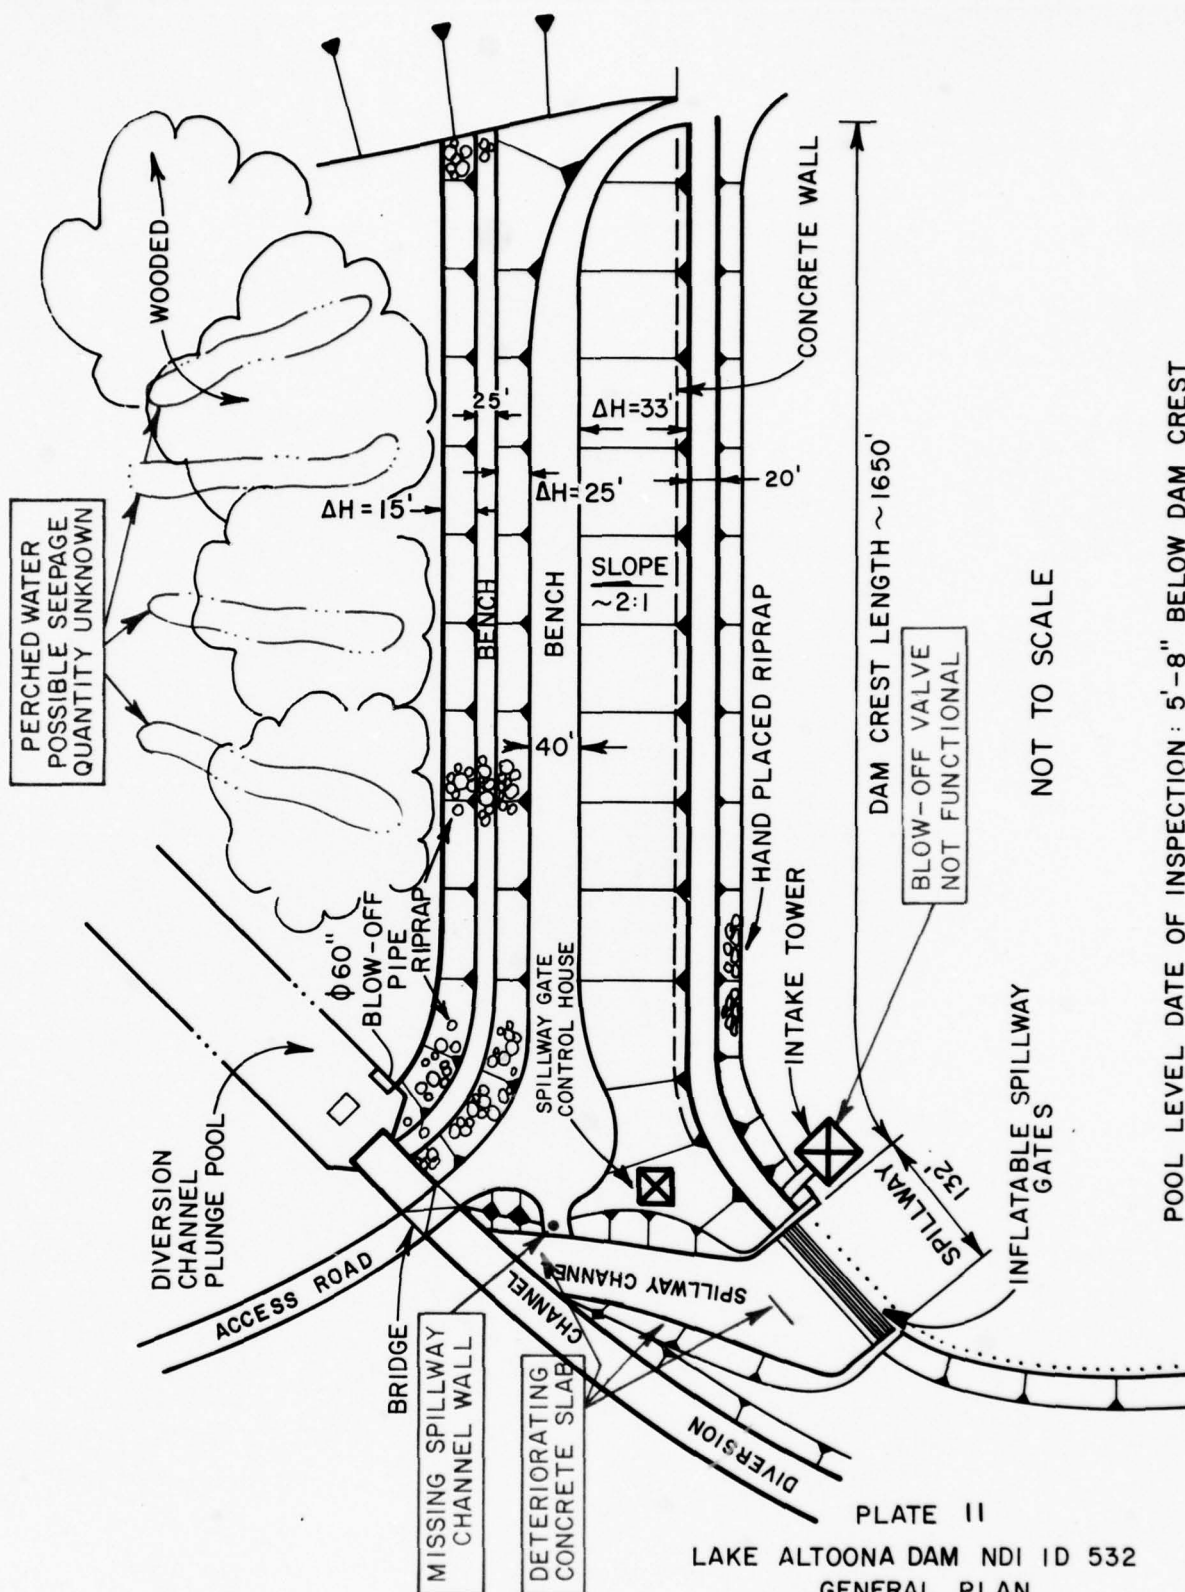 WOODED
PERCHED WATER
POSSIBLE SEEPAGE
QUANTITY UNKNOWN
25'
ΔH=33'
ΔH=15'
ΔH=25'
20'
CONCRETE WALL
BENCH
BENCH
SLOPE
~2:1
40'
HAND PLACED RIPRAP
DAM CREST LENGTH ~1650'
NOT TO SCALE
BLOW-OFF VALVE
NOT FUNCTIONAL
POOL LEVEL DATE OF INSPECTION: 5'-8" BELOW DAM CREST
ϕ60"
BLOW-OFF
PIPE
RIPRAP
SPILLWAY GATE
CONTROL HOUSE
INTAKE TOWER
DIVERSION
CHANNEL
PLUNGE POOL
ACCESS ROAD
BRIDGE
SPILLWAY CHANNEL
SPILLWAY
132'
INFLATABLE SPILLWAY
GATES
MISSING SPILLWAY
CHANNEL WALL
DETERIORATING
CONCRETE SLAB
DIVERSION
CHANNEL
PLATE II
LAKE ALTOONA DAM NDI ID 532
GENERAL PLAN